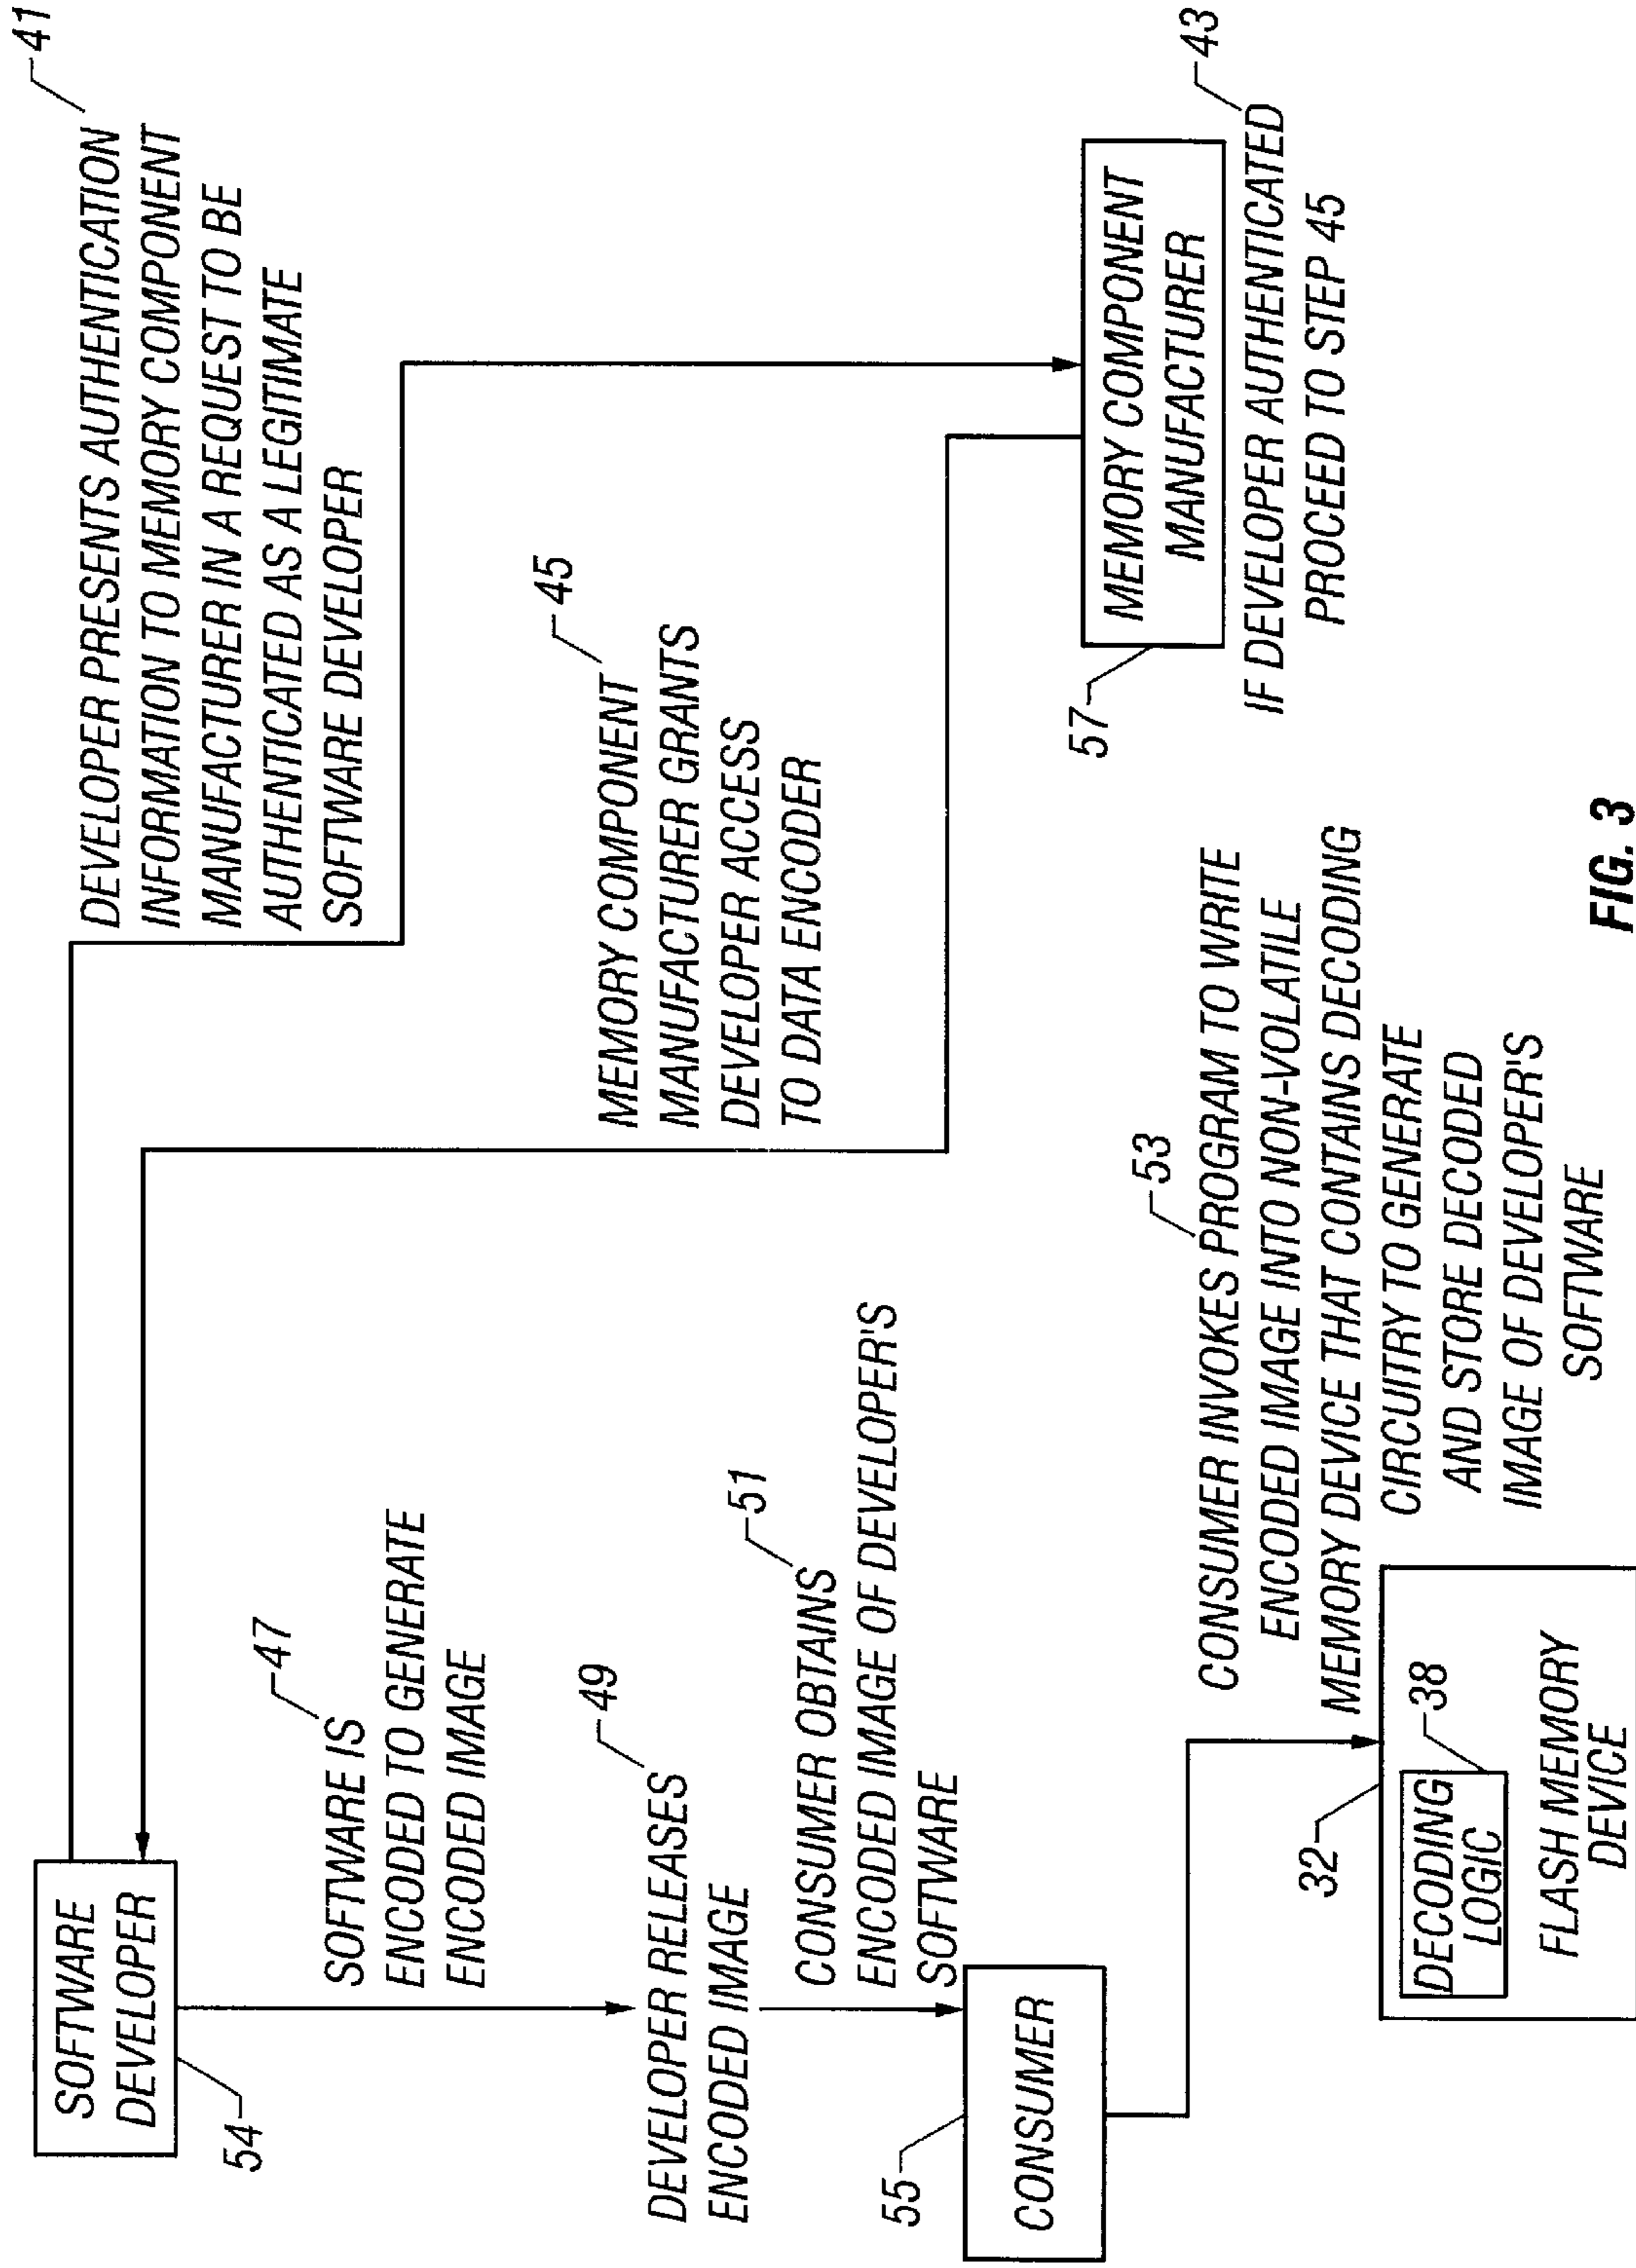 SOFTWARE
DEVELOPER
54
41
DEVELOPER PRESENTS AUTHENTICATION
INFORMATION TO MEMORY COMPONENT
MANUFACTURER IN A REQUEST TO BE
AUTHENTICATED AS A LEGITIMATE
SOFTWARE DEVELOPER
47
SOFTWARE IS
ENCODED TO GENERATE
ENCODED IMAGE
45
MEMORY COMPONENT
MANUFACTURER GRANTS
DEVELOPER ACCESS
TO DATA ENCODER
49
DEVELOPER RELEASES
ENCODED IMAGE
51
CONSUMER OBTAINS
ENCODED IMAGE OF DEVELOPER'S
SOFTWARE
55
CONSUMER
57
MEMORY COMPONENT
MANUFACTURER
43
IF DEVELOPER AUTHENTICATED
PROCEED TO STEP 45
53
CONSUMER INVOKES PROGRAM TO WRITE
ENCODED IMAGE INTO NON-VOLATILE
MEMORY DEVICE THAT CONTAINS DECODING
CIRCUITRY TO GENERATE
AND STORE DECODED
IMAGE OF DEVELOPER'S
SOFTWARE
32
38
DECODING
LOGIC
FLASH MEMORY
DEVICE
FIG. 3